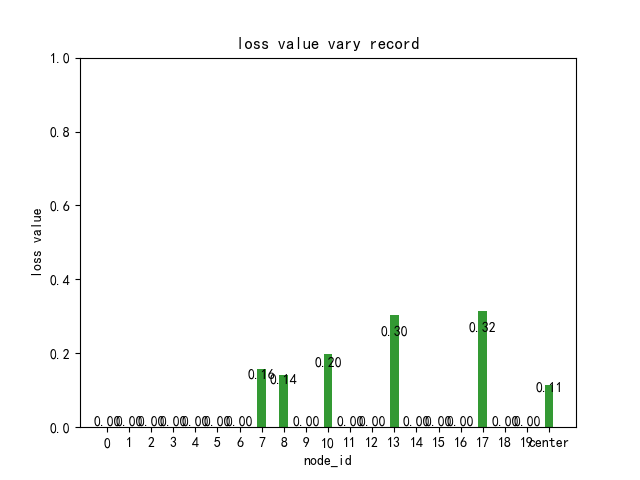 loss value vary record
1.0
0.8
0.6
0.4
0.2
0.0
loss value
0.00 0.00 0.00 0.00 0.00 0.00 0.00 0.16 0.14 0.00 0.20 0.00 0.00 0.30 0.00 0.00 0.00 0.32 0.00 0.00 0.11
0 1 2 3 4 5 6 7 8 9 10 11 12 13 14 15 16 17 18 19 center
node_id